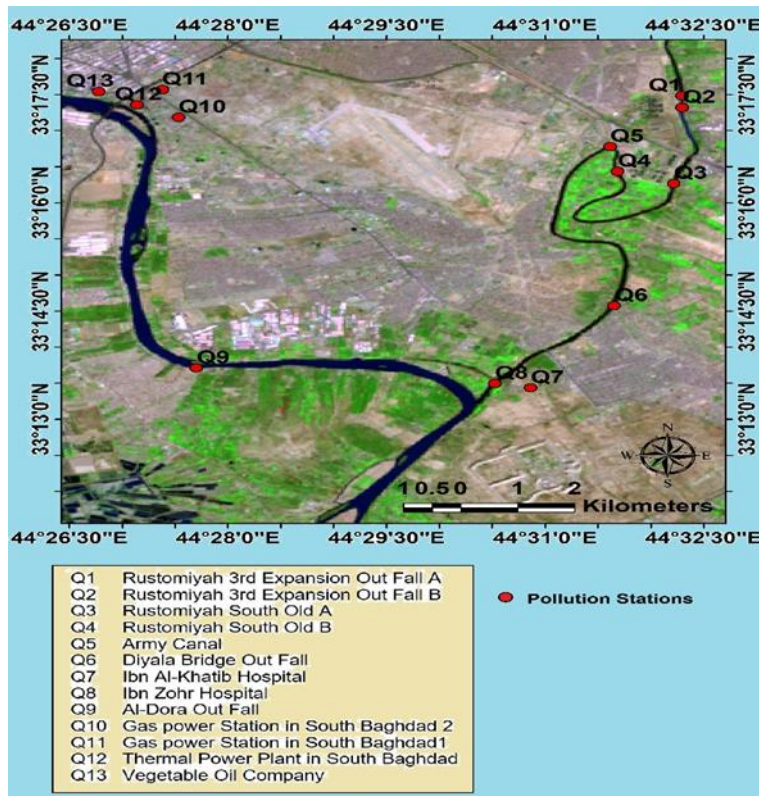 44°26'30"E 44°28'0"E 44°29'30"E 44°31'0"E 44°32'30"E
33°17'30"N
33°16'0"N
33°14'30"N
33°13'0"N
33°17'30"N
33°16'0"N
33°14'30"N
33°13'0"N
Q13
Q11
Q12
Q10
Q1
Q2
Q5
Q4
Q3
Q6
Q9
Q8
Q7
N
W E
S
1 0.5 0 1 2
Kilometers
44°26'30"E 44°28'0"E 44°29'30"E 44°31'0"E 44°32'30"E
Q1 Rustomiyah 3rd Expansion Out Fall A
Q2 Rustomiyah 3rd Expansion Out Fall B
Q3 Rustomiyah South Old A
Q4 Rustomiyah South Old B
Q5 Army Canal
Q6 Diyala Bridge Out Fall
Q7 Ibn Al-Khatib Hospital
Q8 Ibn Zohr Hospital
Q9 Al-Dora Out Fall
Q10 Gas power Station in South Baghdad 2
Q11 Gas power Station in South Baghdad1
Q12 Thermal Power Plant in South Baghdad
Q13 Vegetable Oil Company
Pollution Stations